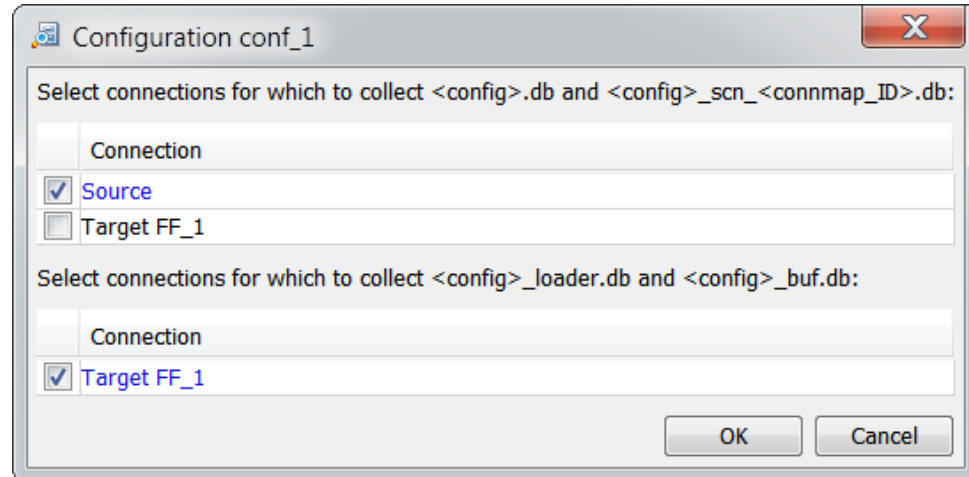 Configuration conf_1
Select connections for which to collect <config>.db and <config>_scn_<connmap_ID>.db:
Connection
Source
Target FF_1
Select connections for which to collect <config>_loader.db and <config>_buf.db:
Connection
Target FF_1
OK Cancel